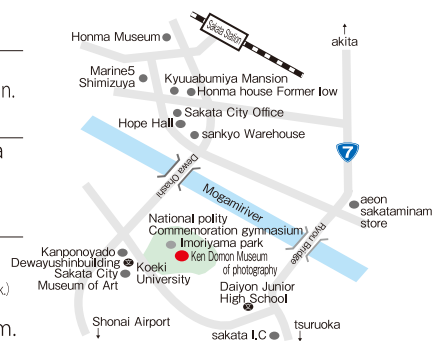 Honma Museum
Sakata Station
akita
Marine5
Shimizuya
Kyuuabumiya Mansion
Honma house Former low
Sakata City Office
Hope Hall
sankyo Warehouse
7
Dewa Ohashi
Mogamiriver
Ryou Bridge
aeon
sakataminam
store
National polity
Commemoration gymnasium
Imoriyama park
Ken Domon Museum
of photography
Kanponoyado
Dewayushinbuilding
Sakata City
Museum of Art
Koeki
University
Daiyon Junior
High School
Shonai Airport
sakata I.C
tsuruoka
n.
a
k.)
m.